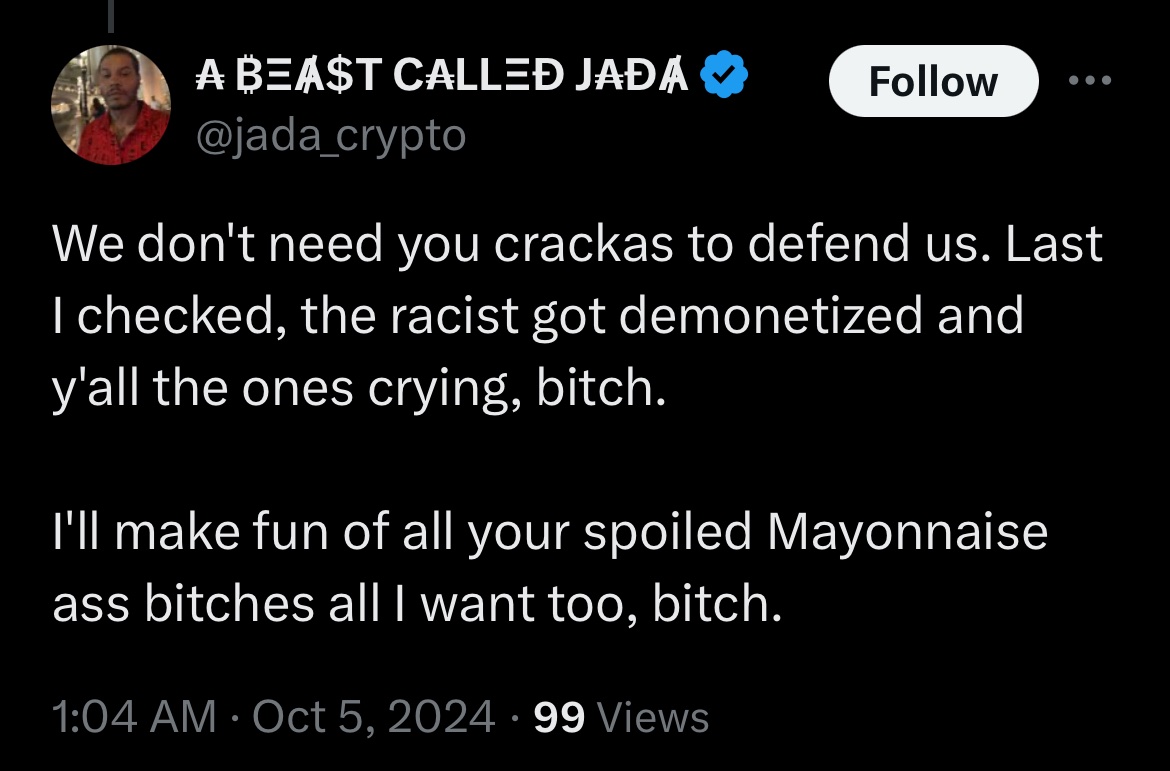 ₳ ₿Ξ₳$T C₳LLΞĐ J₳Đ₳
Follow
@jada_crypto
We don't need you crackas to defend us. Last
I checked, the racist got demonetized and
y'all the ones crying, bitch.
I'll make fun of all your spoiled Mayonnaise
ass bitches all I want too, bitch.
1:04 AM · Oct 5, 2024 · 99 Views